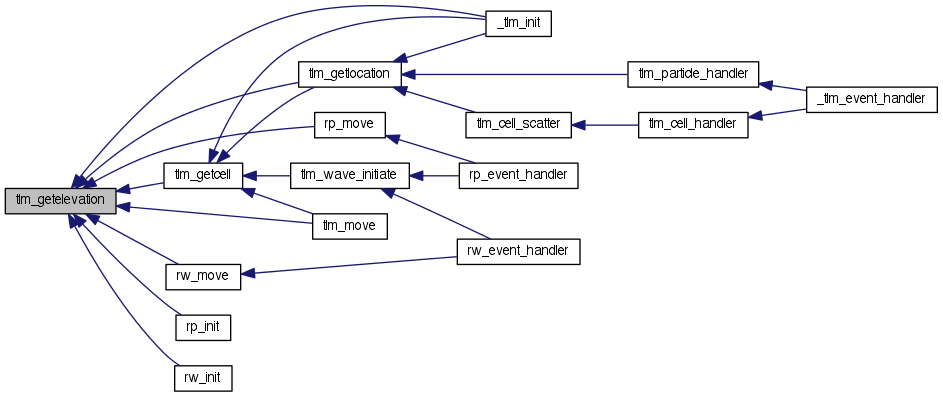 _tlm_init
tlm_getlocation
tlm_particle_handler
_tlm_event_handler
rp_move
tlm_cell_scatter
tlm_cell_handler
tlm_getcell
tlm_wave_initiate
rp_event_handler
tlm_getelevation
tlm_move
rw_event_handler
rw_move
rp_init
rw_init